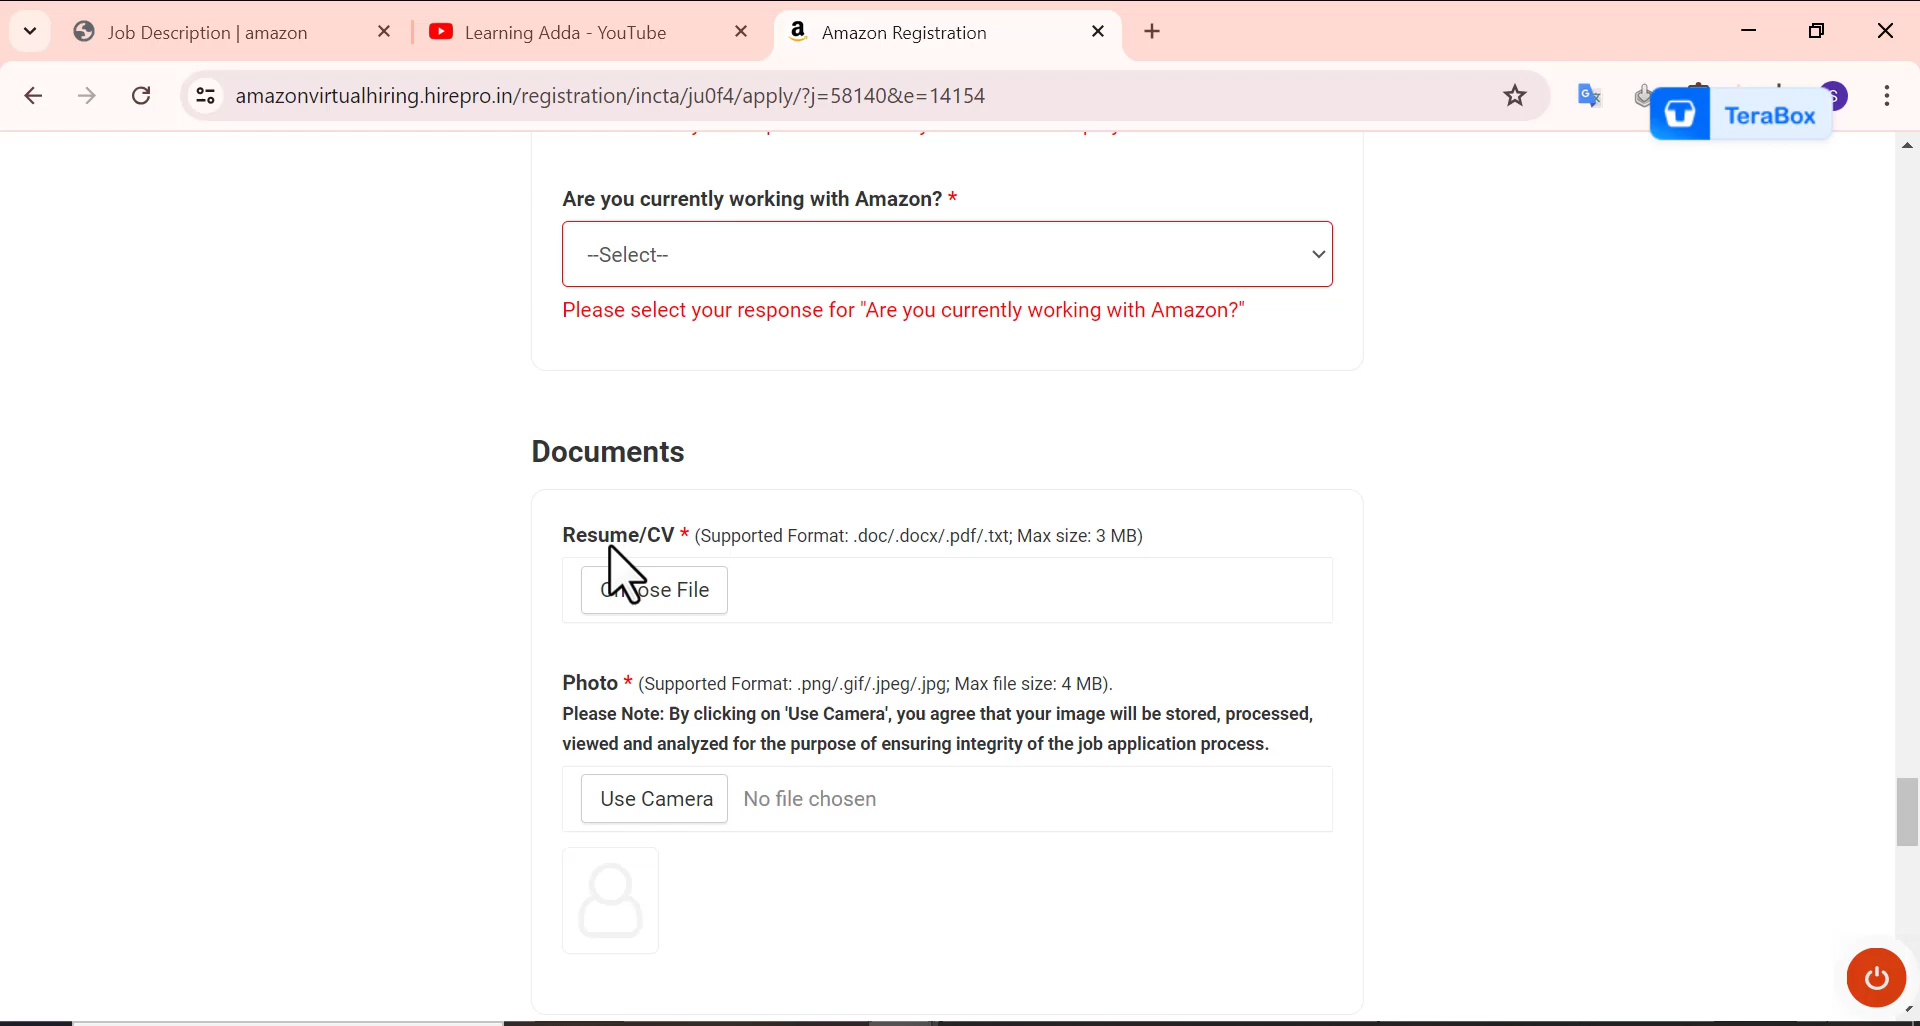 Job Description | amazon
Learning Adda - YouTube
a Amazon Registration
amazonvirtualhiring.hirepro.in/registration/incta/ju0f4/apply/?j=58140&e=14154
TeraBox
Are you currently working with Amazon? *
--Select--
Please select your response for "Are you currently working with Amazon?"
Documents
Resume/CV * (Supported Format: .doc/.docx/.pdf/.txt; Max size: 3 MB)
Choose File
Photo * (Supported Format: .png/.gif/.jpeg/.jpg; Max file size: 4 MB).
Please Note: By clicking on 'Use Camera', you agree that your image will be stored, processed,
viewed and analyzed for the purpose of ensuring integrity of the job application process.
Use Camera No file chosen